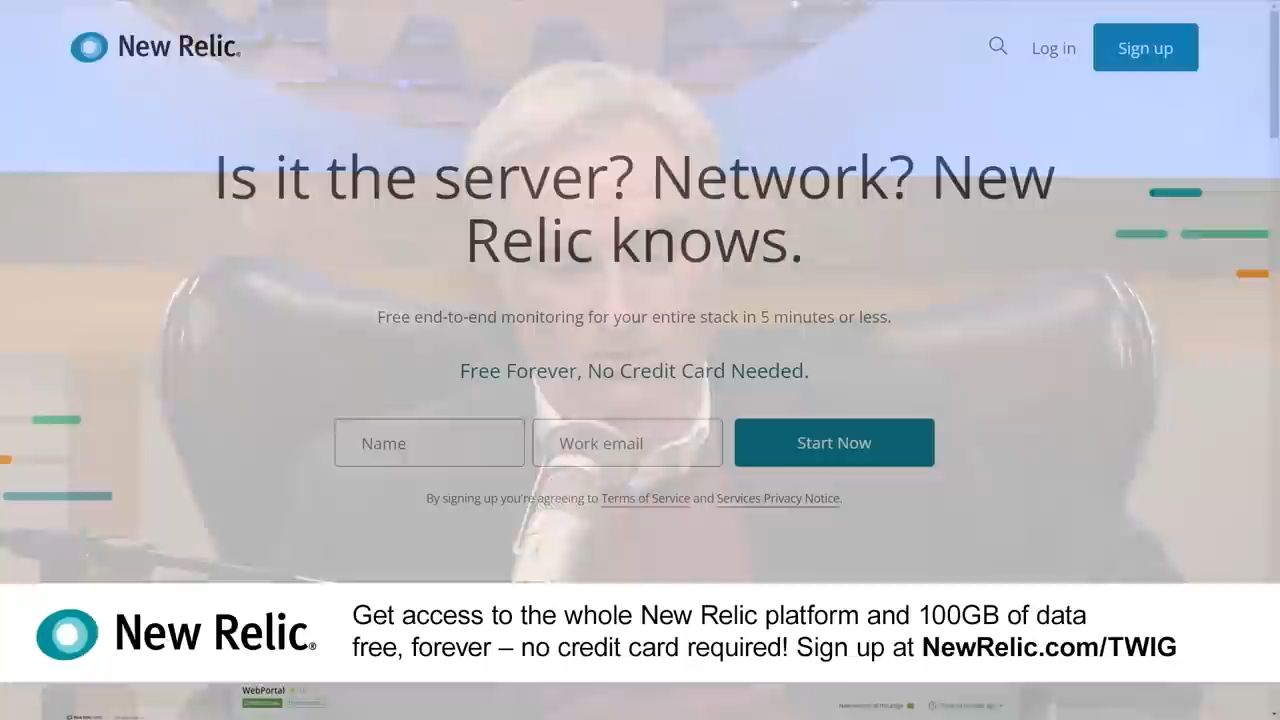 New Relic®
Log in
Sign up
Is it the server? Network? New
Relic knows.
Free end-to-end monitoring for your entire stack in 5 minutes or less.
Free Forever, No Credit Card Needed.
Name
Work email
Start Now
By signing up you're agreeing to Terms of Service and Services Privacy Notice.
New Relic®
Get access to the whole New Relic platform and 100GB of data
free, forever – no credit card required! Sign up at NewRelic.com/TWIG
WebPortal